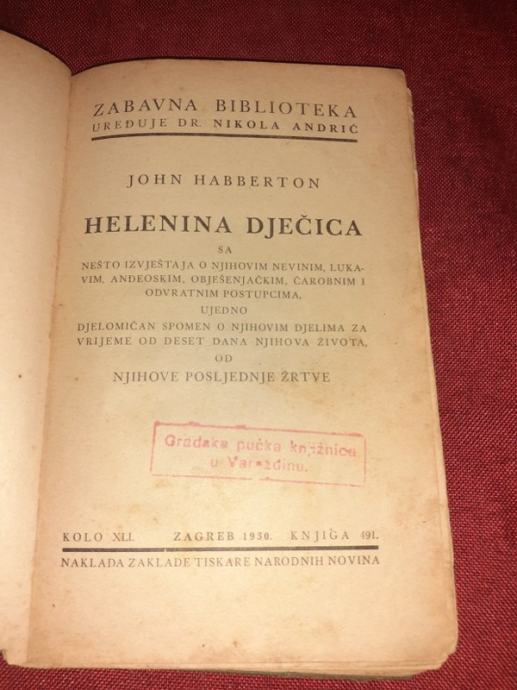 ZABAVNA BIBLIOTEKA
UREĐUJE DR. NIKOLA ANDRIĆ
JOHN HABBERTON
HELENINA DJEČICA
SA
NEŠTO IZVJEŠTAJA O NJIHOVIM NEVINIM, LUKA-
VIM, ANĐEOSKIM, OBJEŠENJAČKIM, ČAROBNIM I
ODVRATNIM POSTUPCIMA,
UJEDNO
DJELOMIČAN SPOMEN O NJIHOVIM DJELIMA ZA
VRIJEME OD DESET DANA NJIHOVA ŽIVOTA,
OD
NJIHOVE POSLJEDNJE ŽRTVE
Gradska pučka knjižnica
u Varaždinu.
KOLO XLI. ZAGREB 1930. KNJIGA 491.
NAKLADA ZAKLADE TISKARE NARODNIH NOVINA